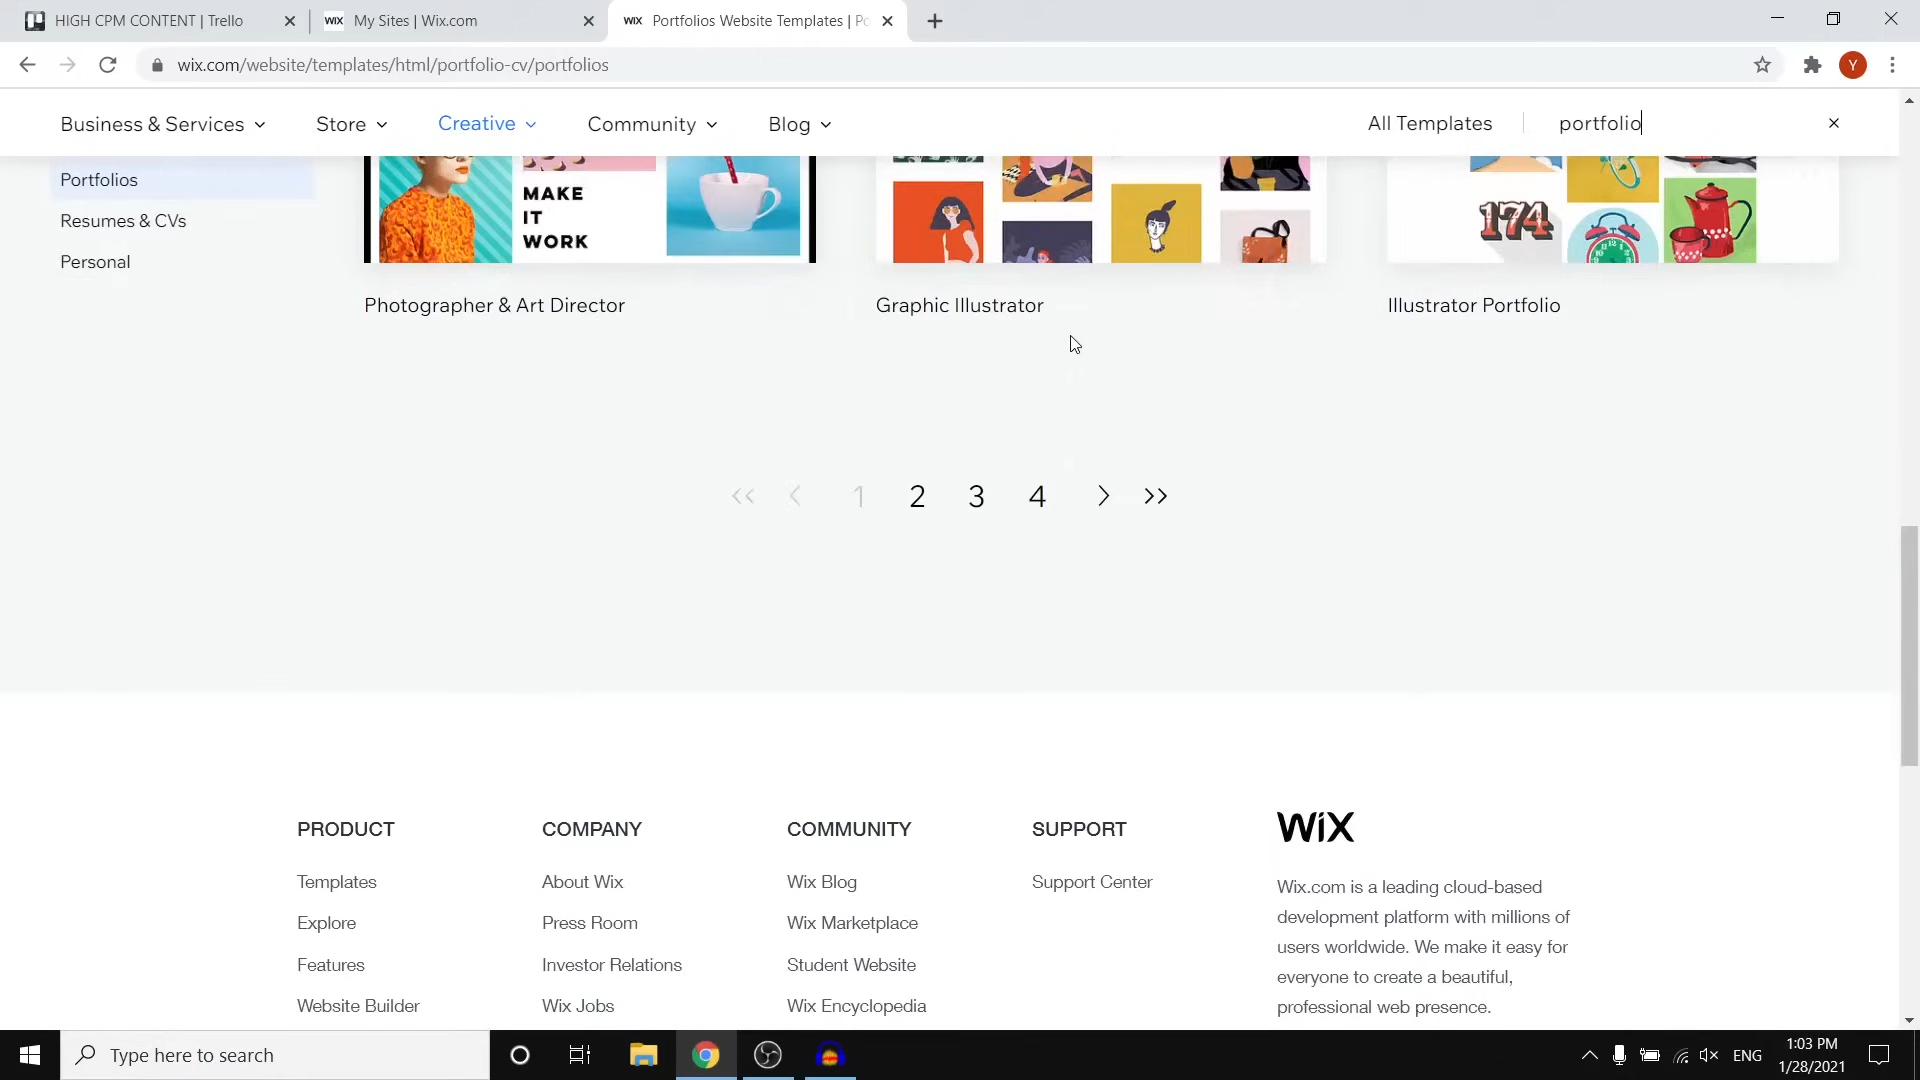 HIGH CPM CONTENT | Trello
WIX My Sites | Wix.com
WIX Portfolios Website Templates | Po
wix.com/website/templates/html/portfolio-cv/portfolios
Y
Business & Services
Store
Creative
Community
Blog
All Templates
portfolio
Portfolios
Resumes & CVs
Personal
MAKE
IT
WORK
174
Photographer & Art Director
Graphic Illustrator
Illustrator Portfolio
<< < 1 2 3 4 > >>
PRODUCT
Templates
Explore
Features
Website Builder
COMPANY
About Wix
Press Room
Investor Relations
Wix Jobs
COMMUNITY
Wix Blog
Wix Marketplace
Student Website
Wix Encyclopedia
SUPPORT
Support Center
WiX
Wix.com is a leading cloud-based
development platform with millions of
users worldwide. We make it easy for
everyone to create a beautiful,
professional web presence.
Type here to search
ENG
1:03 PM
1/28/2021